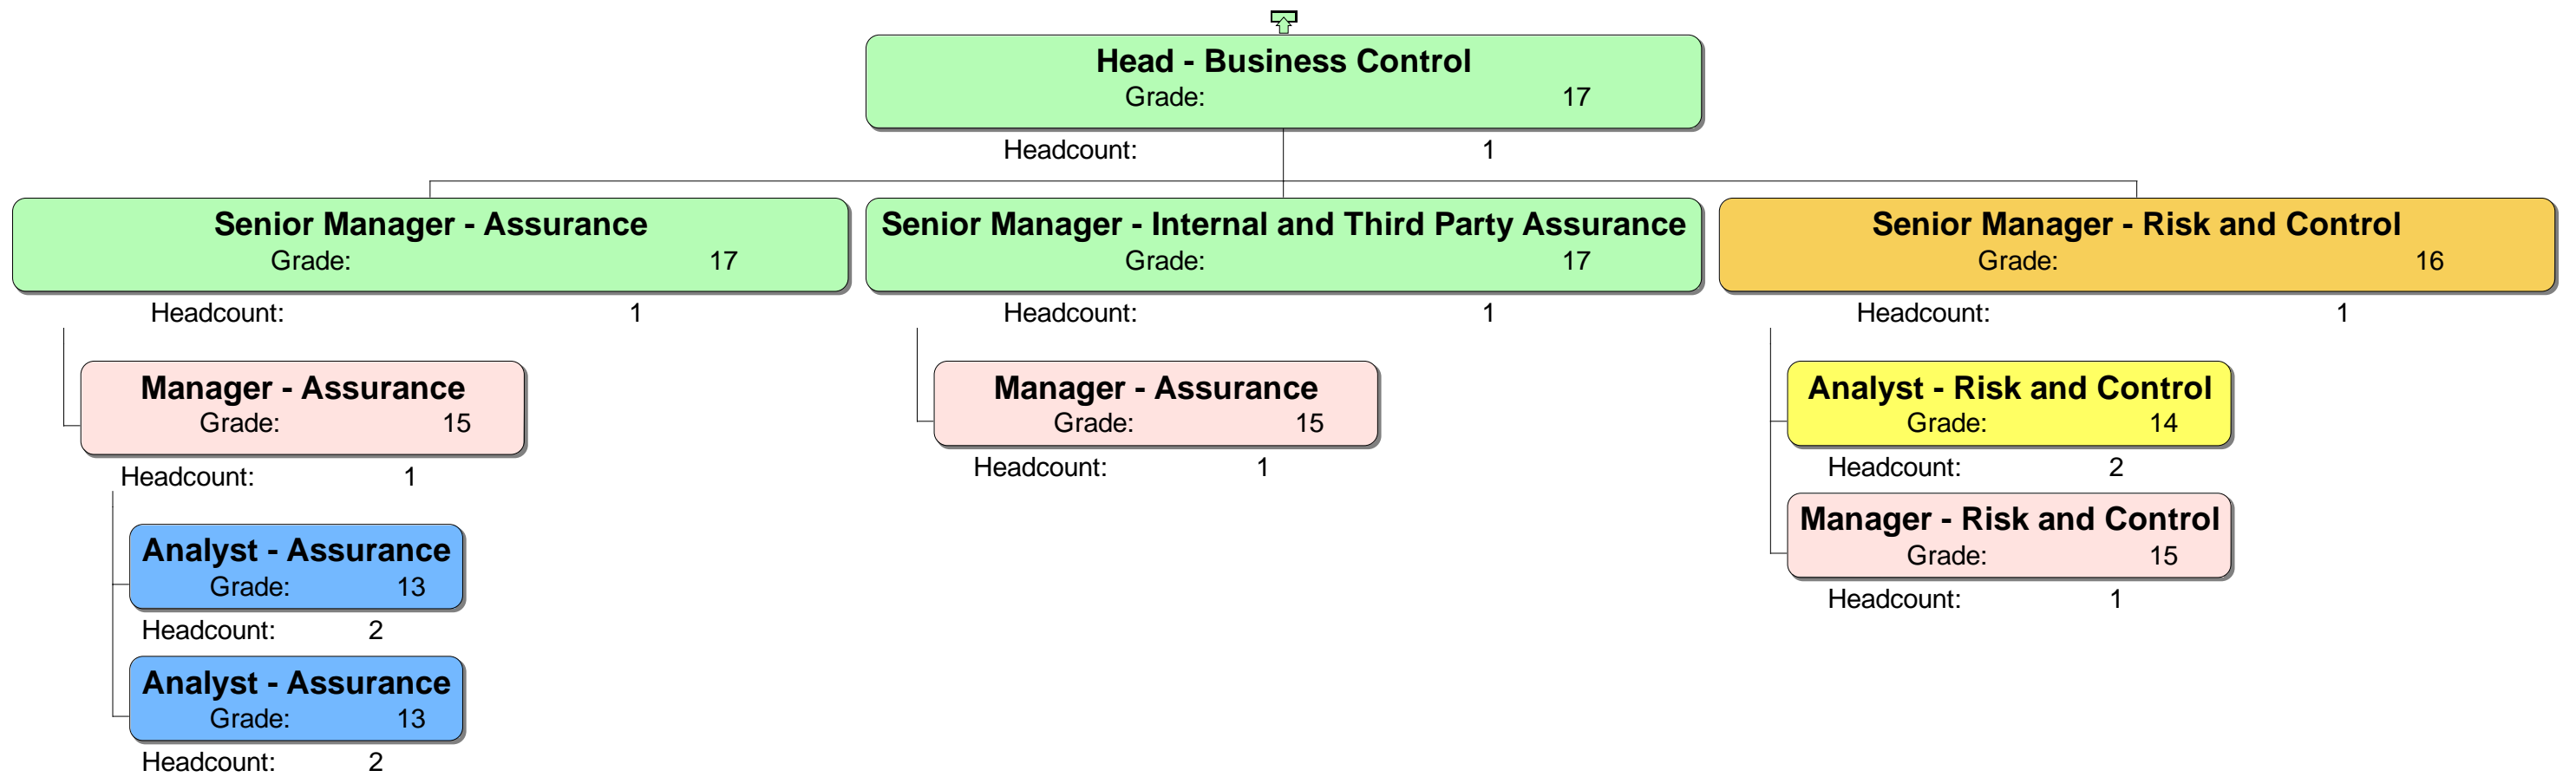 Head - Business Control
Grade: 17
Headcount: 1
Senior Manager - Assurance
Grade: 17
Headcount: 1
Manager - Assurance
Grade: 15
Headcount: 1
Analyst - Assurance
Grade: 13
Headcount: 2
Analyst - Assurance
Grade: 13
Headcount: 2
Senior Manager - Internal and Third Party Assurance
Grade: 17
Headcount: 1
Manager - Assurance
Grade: 15
Headcount: 1
Senior Manager - Risk and Control
Grade: 16
Headcount: 1
Analyst - Risk and Control
Grade: 14
Headcount: 2
Manager - Risk and Control
Grade: 15
Headcount: 1